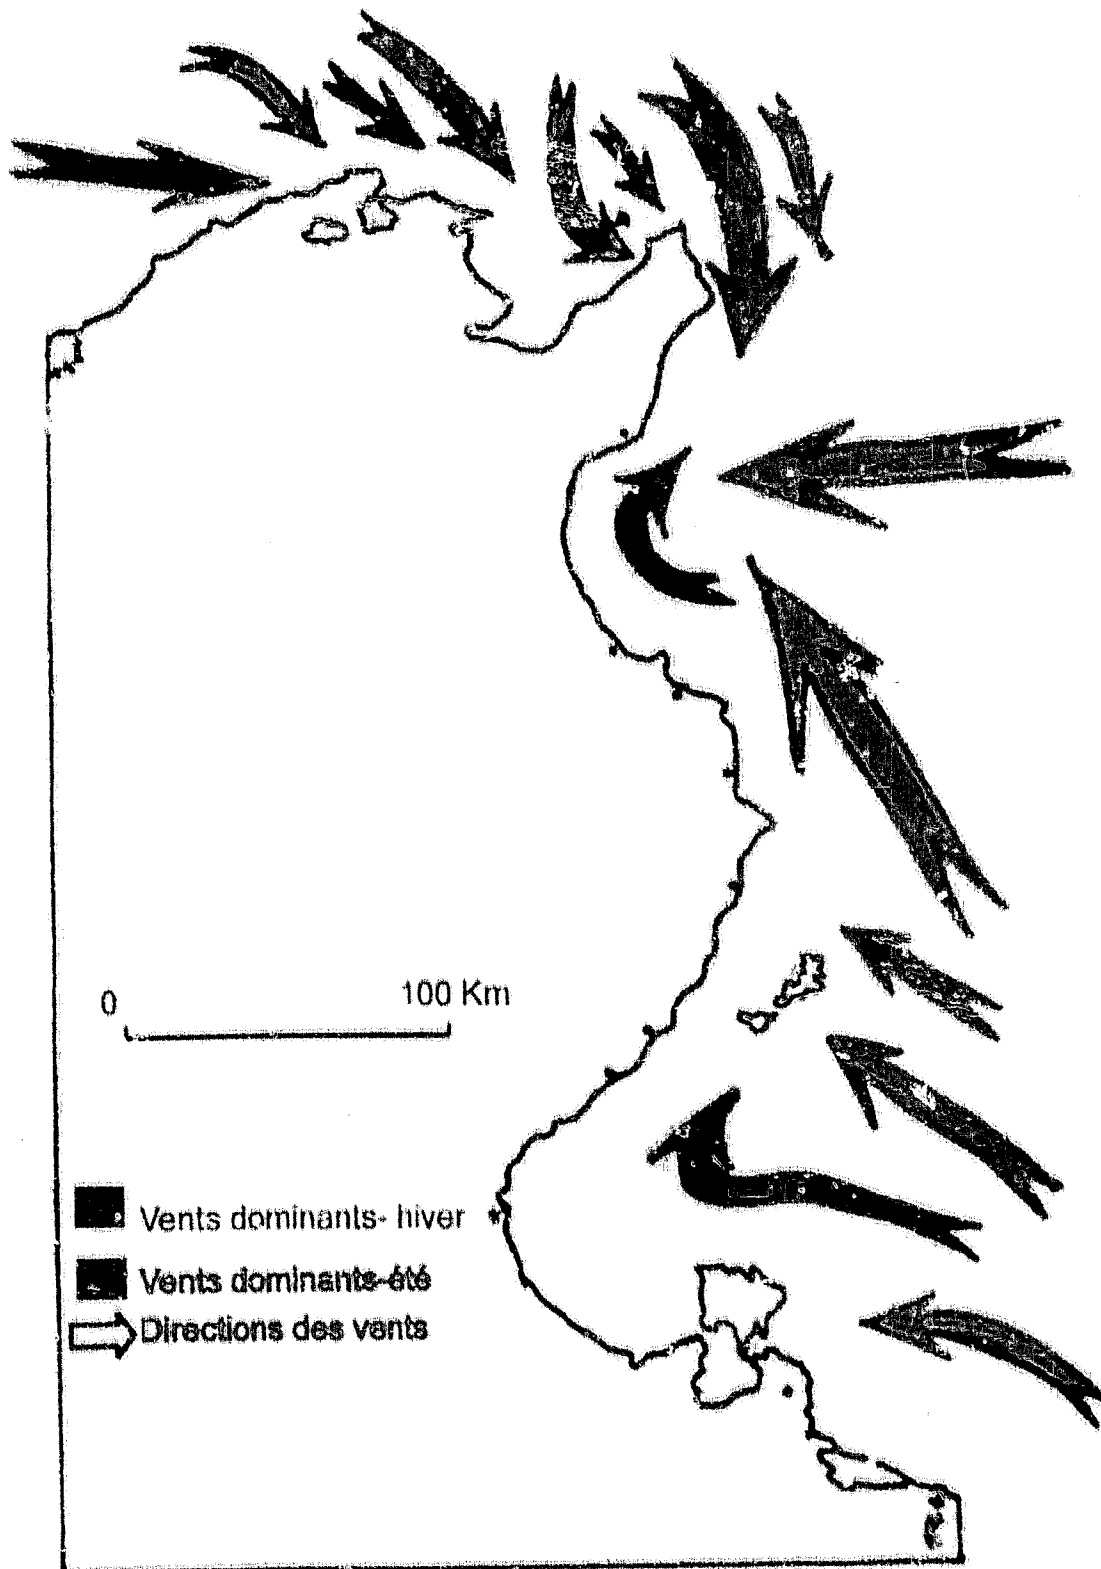 0 100 Km
Vents dominants- hiver
Vents dominants-été
Directions des vents